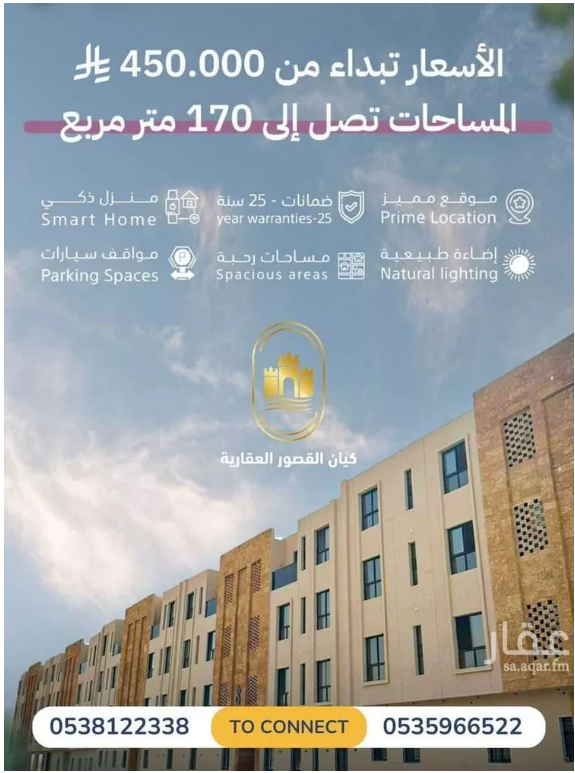 الأسعار تبداء من 450.000 ⃁
المساحات تصل إلى 170 متر مربع
موقع مميز
Prime Location
ضمانات - 25 سنة
year warranties-25
منزل ذكي
Smart Home
إضاءة طبيعية
Natural lighting
مساحات رحبة
Spacious areas
مواقف سيارات
Parking Spaces
P
كيان القصور العقارية
عقار
sa.aqar.fm
0538122338 TO CONNECT 0535966522